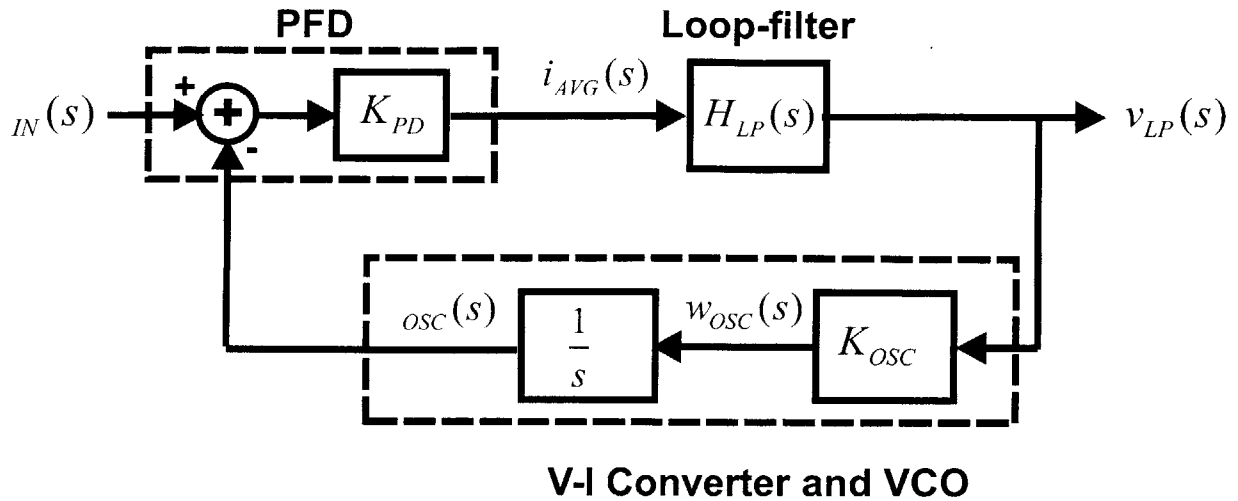 PFD
Loop-filter
+
+
-
K_PD
i_AVG(s)
H_LP(s)
v_LP(s)
IN(s)
OSC(s)
1/s
w_OSC(s)
K_OSC
V-I Converter and VCO